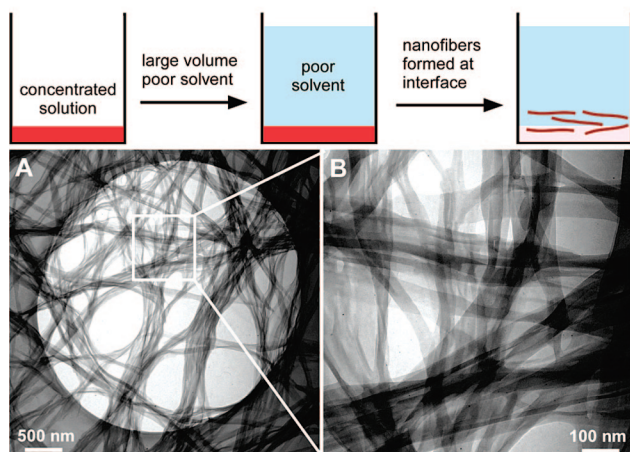 concentrated
solution
large volume
poor solvent
poor
solvent
nanofibers
formed at
interface
A
500 nm
B
100 nm